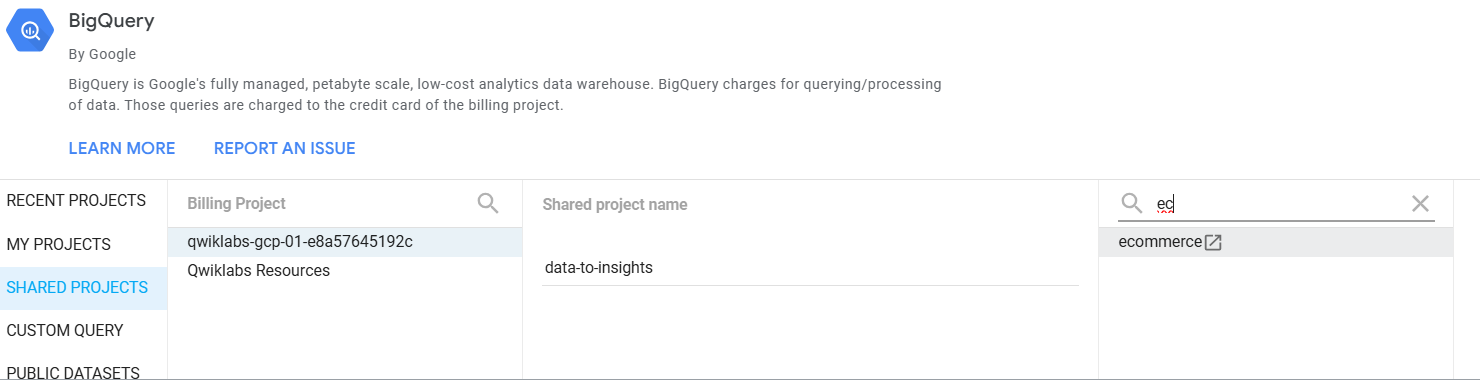 BigQuery
By Google
BigQuery is Google's fully managed, petabyte scale, low-cost analytics data warehouse. BigQuery charges for querying/processing
of data. Those queries are charged to the credit card of the billing project.
LEARN MORE REPORT AN ISSUE
RECENT PROJECTS
MY PROJECTS
SHARED PROJECTS
CUSTOM QUERY
PUBLIC DATASETS
Billing Project
qwiklabs-gcp-01-e8a57645192c
Qwiklabs Resources
Shared project name
data-to-insights
ec
ecommerce